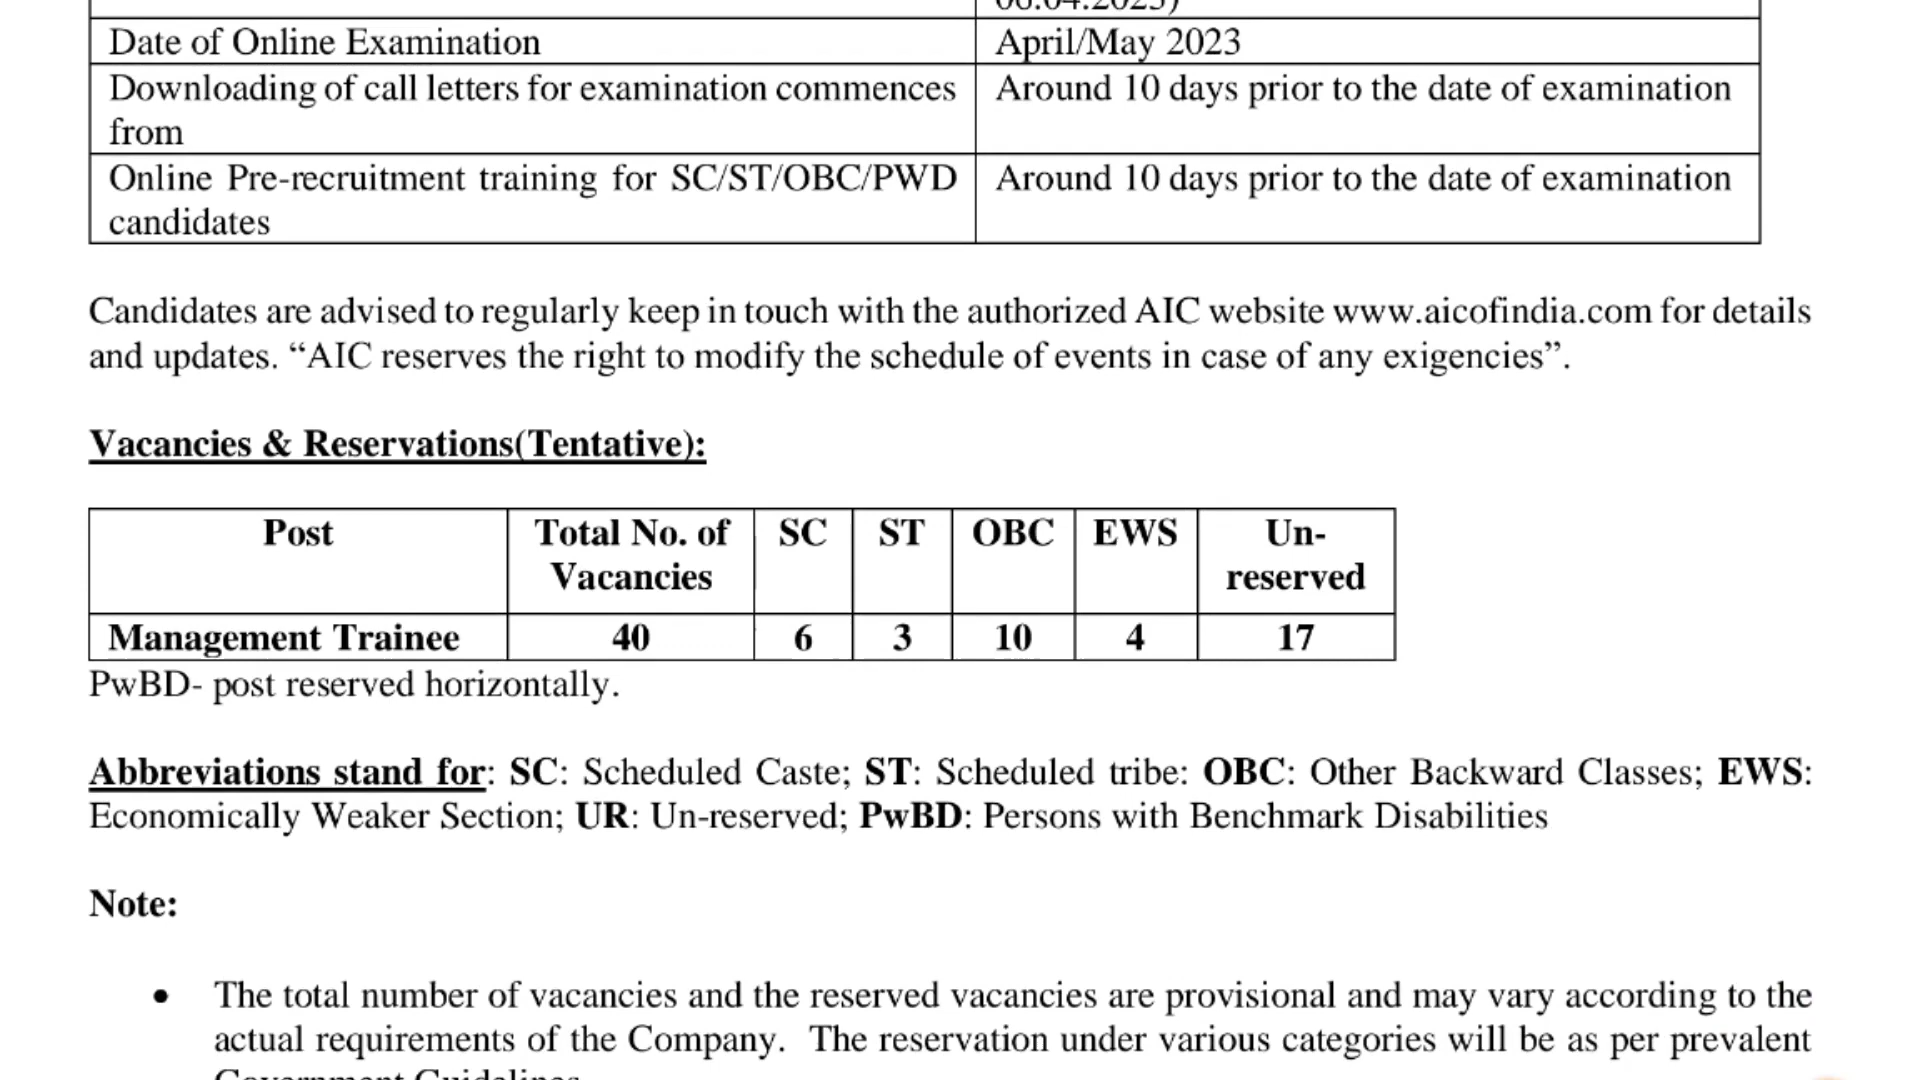 06.04.2023)
Date of Online Examination
April/May 2023
Downloading of call letters for examination commences
from
Around 10 days prior to the date of examination
Online Pre-recruitment training for SC/ST/OBC/PWD
candidates
Around 10 days prior to the date of examination
Candidates are advised to regularly keep in touch with the authorized AIC website www.aicofindia.com for details
and updates. “AIC reserves the right to modify the schedule of events in case of any exigencies”.
Vacancies & Reservations(Tentative):
Post Total No. of SC ST OBC EWS Un-
Vacancies reserved
Management Trainee 40 6 3 10 4 17
PwBD- post reserved horizontally.
Abbreviations stand for: SC: Scheduled Caste; ST: Scheduled tribe: OBC: Other Backward Classes; EWS:
Economically Weaker Section; UR: Un-reserved; PwBD: Persons with Benchmark Disabilities
Note:
• The total number of vacancies and the reserved vacancies are provisional and may vary according to the
actual requirements of the Company. The reservation under various categories will be as per prevalent
Government Guidelines